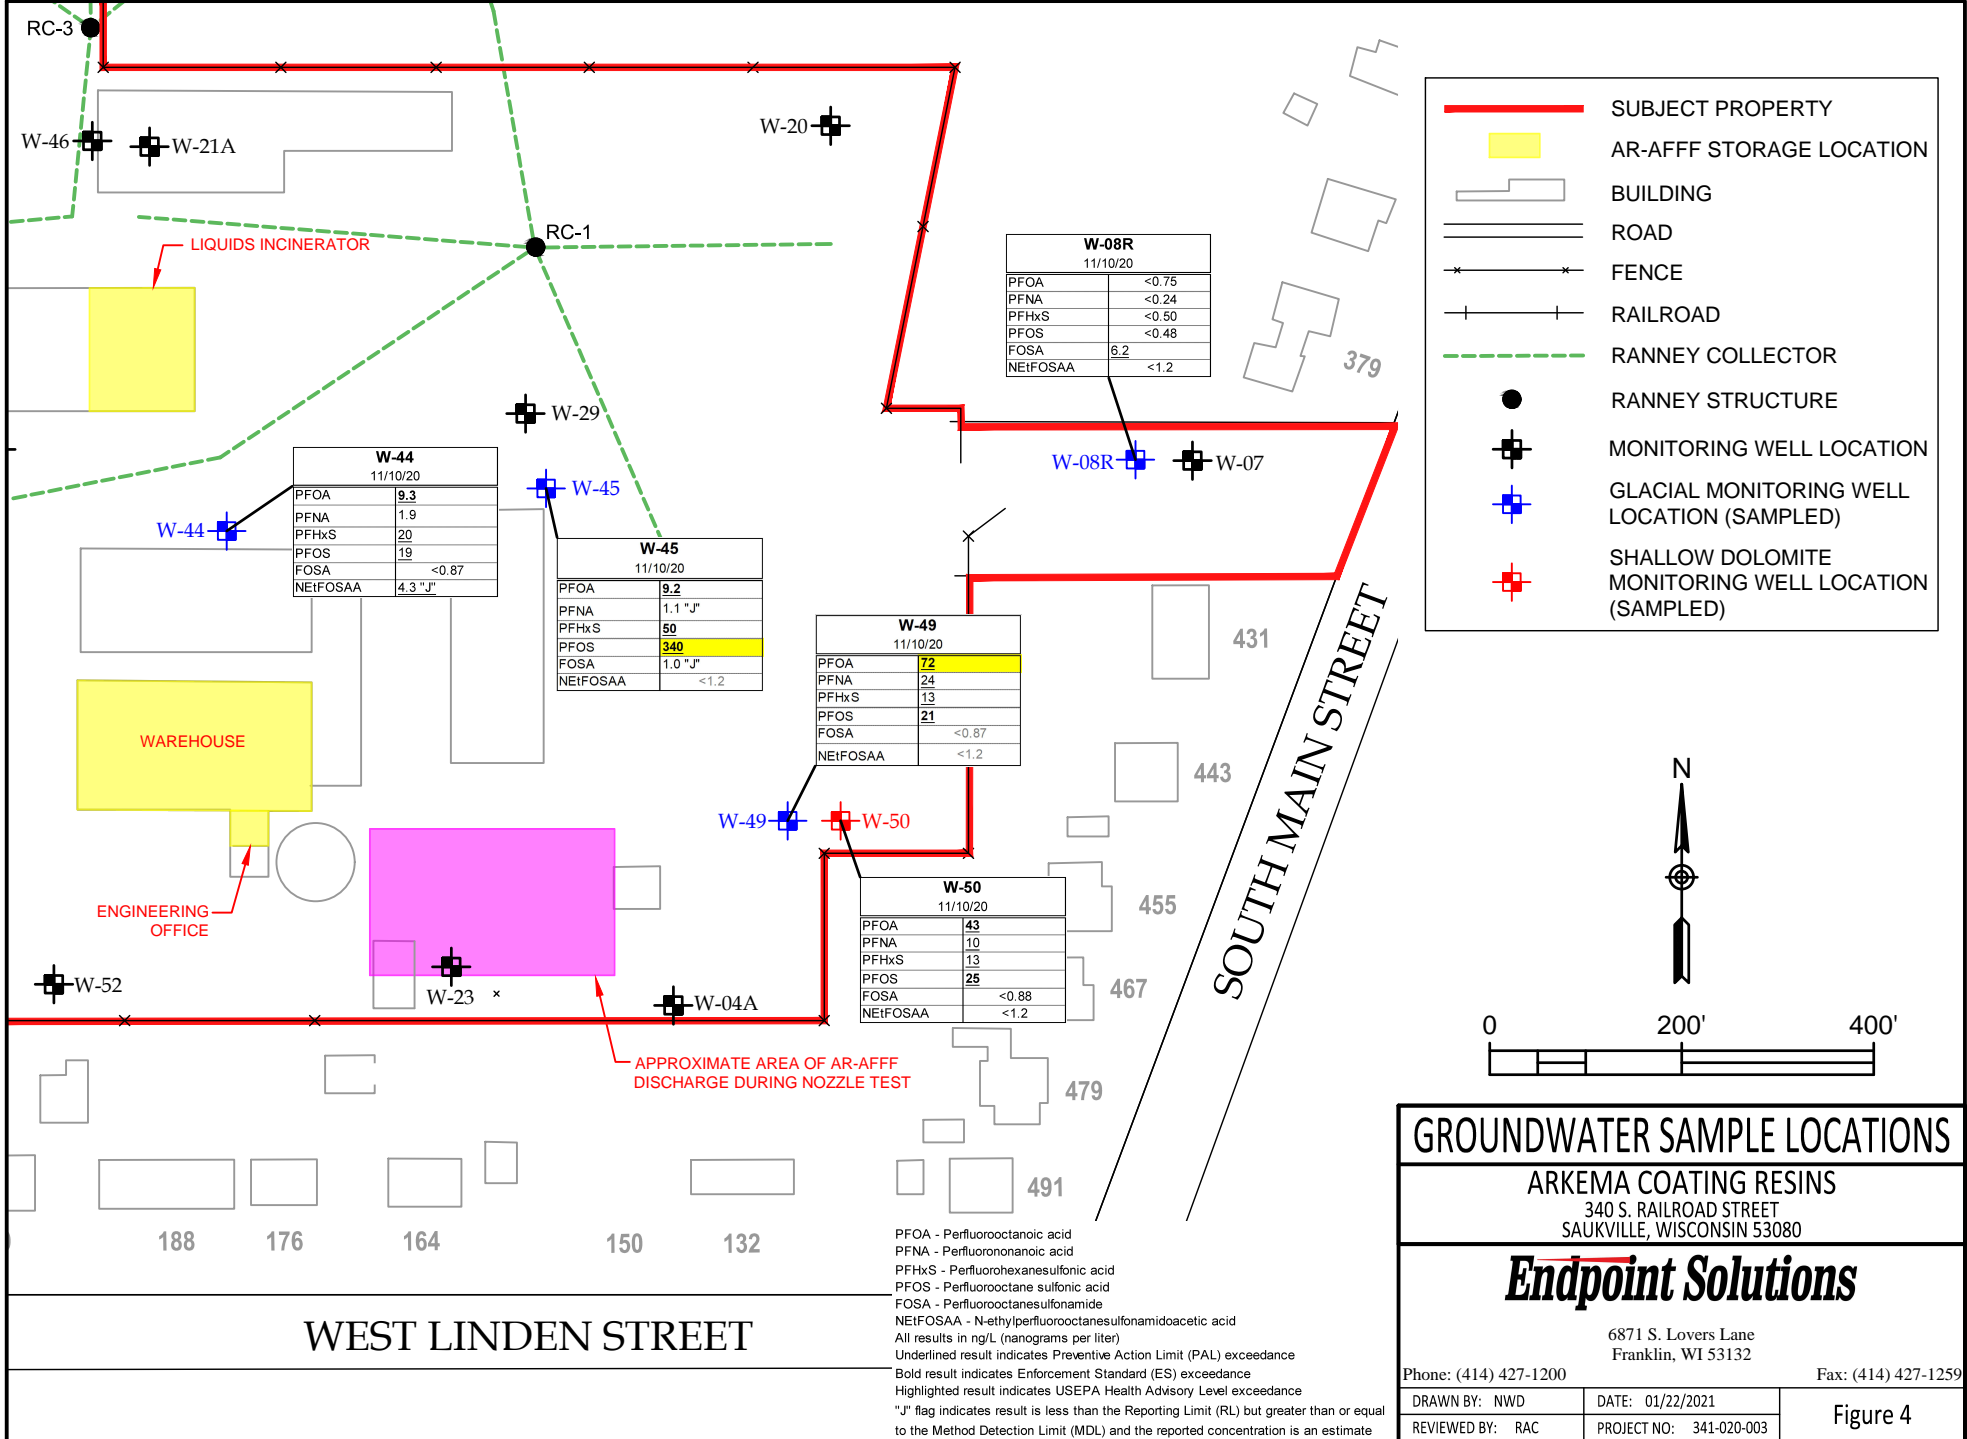 RC-3
W-46
W-21A
W-20
LIQUIDS INCINERATOR
RC-1
W-08R
11/10/20
PFOA <0.75
PFNA <0.24
PFHxS <0.50
PFOS <0.48
FOSA 6.2
NEtFOSAA <1.2
379
W-29
W-08R
W-07
W-44
11/10/20
PFOA 9.3
PFNA 1.9
PFHxS 20
PFOS 19
FOSA <0.87
NEtFOSAA 4.3 "J"
W-44
W-45
W-45
11/10/20
PFOA 9.2
PFNA 1.1 "J"
PFHxS 50
PFOS 340
FOSA 1.0 "J"
NEtFOSAA <1.2
W-49
11/10/20
PFOA 72
PFNA 24
PFHxS 13
PFOS 21
FOSA <0.87
NEtFOSAA <1.2
431
443
SOUTH MAIN STREET
WAREHOUSE
W-49
W-50
W-50
11/10/20
PFOA 43
PFNA 10
PFHxS 13
PFOS 25
FOSA <0.88
NEtFOSAA <1.2
455
467
ENGINEERING
OFFICE
W-52
W-23
W-04A
APPROXIMATE AREA OF AR-AFFF
DISCHARGE DURING NOZZLE TEST
479
491
188
176
164
150
132
WEST LINDEN STREET
PFOA - Perfluorooctanoic acid
PFNA - Perfluorononanoic acid
PFHxS - Perfluorohexanesulfonic acid
PFOS - Perfluorooctane sulfonic acid
FOSA - Perfluorooctanesulfonamide
NEtFOSAA - N-ethylperfluorooctanesulfonamidoacetic acid
All results in ng/L (nanograms per liter)
Underlined result indicates Preventive Action Limit (PAL) exceedance
Bold result indicates Enforcement Standard (ES) exceedance
Highlighted result indicates USEPA Health Advisory Level exceedance
"J" flag indicates result is less than the Reporting Limit (RL) but greater than or equal
to the Method Detection Limit (MDL) and the reported concentration is an estimate
SUBJECT PROPERTY
AR-AFFF STORAGE LOCATION
BUILDING
ROAD
FENCE
RAILROAD
RANNEY COLLECTOR
RANNEY STRUCTURE
MONITORING WELL LOCATION
GLACIAL MONITORING WELL
LOCATION (SAMPLED)
SHALLOW DOLOMITE
MONITORING WELL LOCATION
(SAMPLED)
N
0 200' 400'
GROUNDWATER SAMPLE LOCATIONS
ARKEMA COATING RESINS
340 S. RAILROAD STREET
SAUKVILLE, WISCONSIN 53080
Endpoint Solutions
6871 S. Lovers Lane
Franklin, WI 53132
Phone: (414) 427-1200 Fax: (414) 427-1259
DRAWN BY: NWD DATE: 01/22/2021
REVIEWED BY: RAC PROJECT NO: 341-020-003
Figure 4